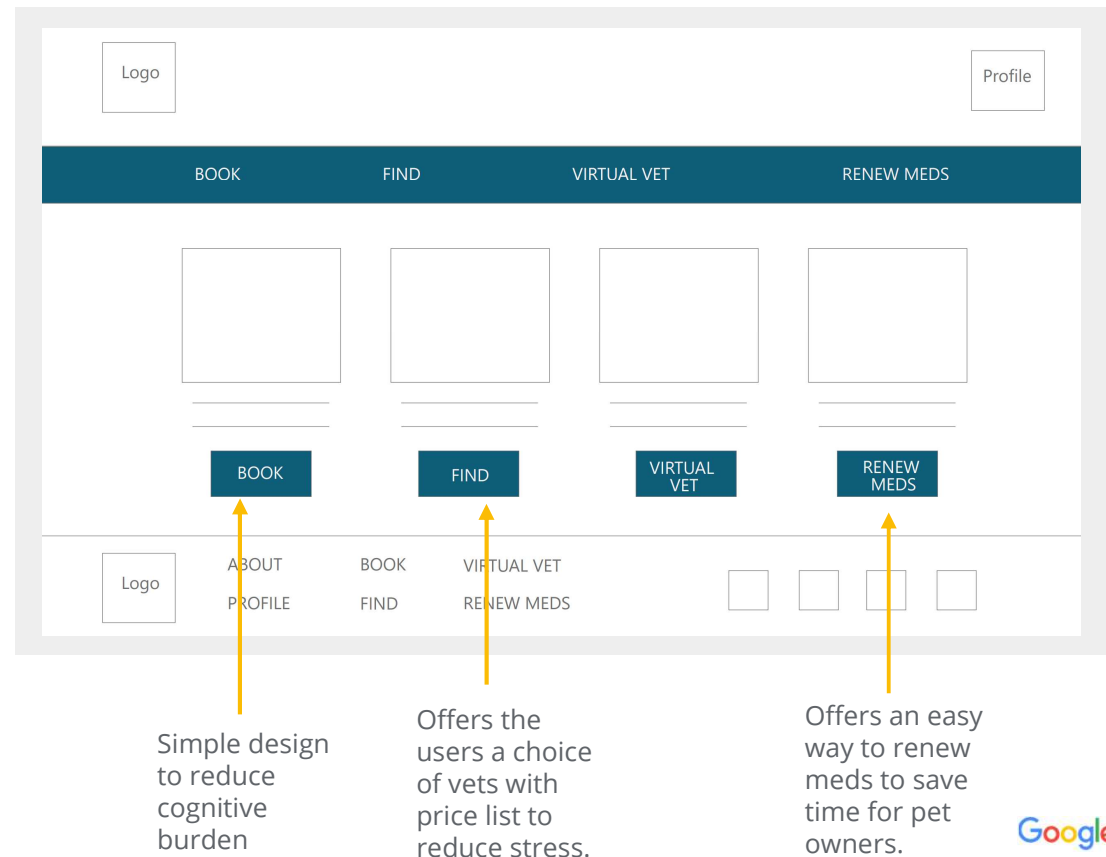 Logo
Profile
BOOK FIND VIRTUAL VET RENEW MEDS
BOOK
FIND
VIRTUAL
VET
RENEW
MEDS
Logo
ABOUT BOOK VIRTUAL VET
PROFILE FIND RENEW MEDS
Simple design
to reduce
cognitive
burden
Offers the
users a choice
of vets with
price list to
reduce stress.
Offers an easy
way to renew
meds to save
time for pet
owners.
Google